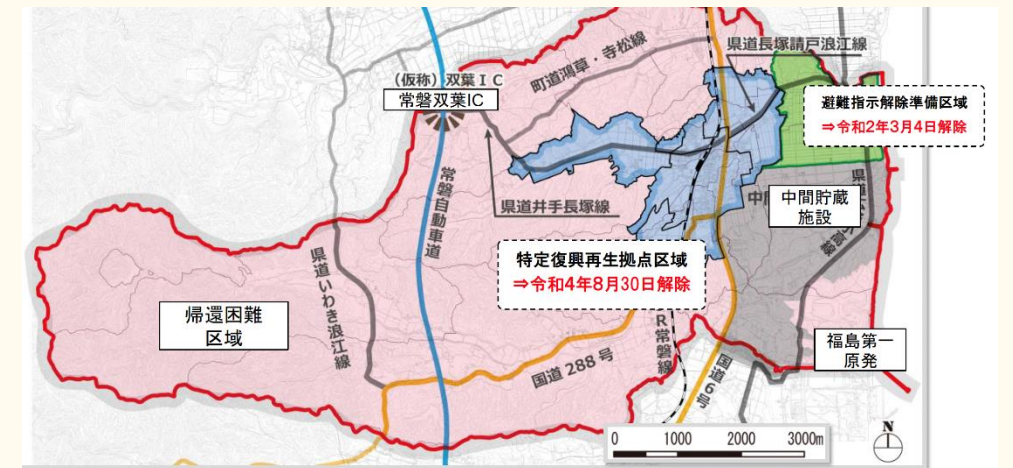 県道長塚請戸浪江線
町道鴻草・寺松線
(仮称)双葉IC
常磐双葉IC
避難指示解除準備区域
⇒令和2年3月4日解除
常磐自動車道
県道井手長塚線
中間貯蔵
施設
特定復興再生拠点区域
⇒令和4年8月30日解除
県道いわき浪江線
帰還困難
区域
国道288号
R常磐線
国道6号
福島第一
原発
N
0 1000 2000 3000m